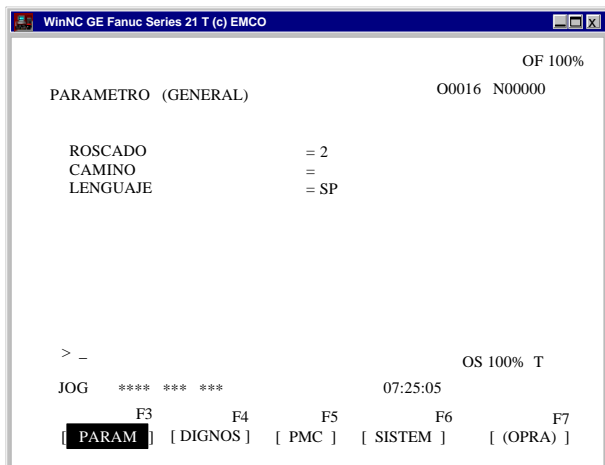 WinNC GE Fanuc Series 21 T (c) EMCO
OF 100%
PARAMETRO (GENERAL) O0016 N00000
ROSCADO = 2
CAMINO =
LENGUAJE = SP
> _
OS 100% T
JOG **** *** *** 07:25:05
F3 F4 F5 F6 F7
[ PARAM ] [ DIGNOS ] [ PMC ] [ SISTEM ] [ (OPRA) ]